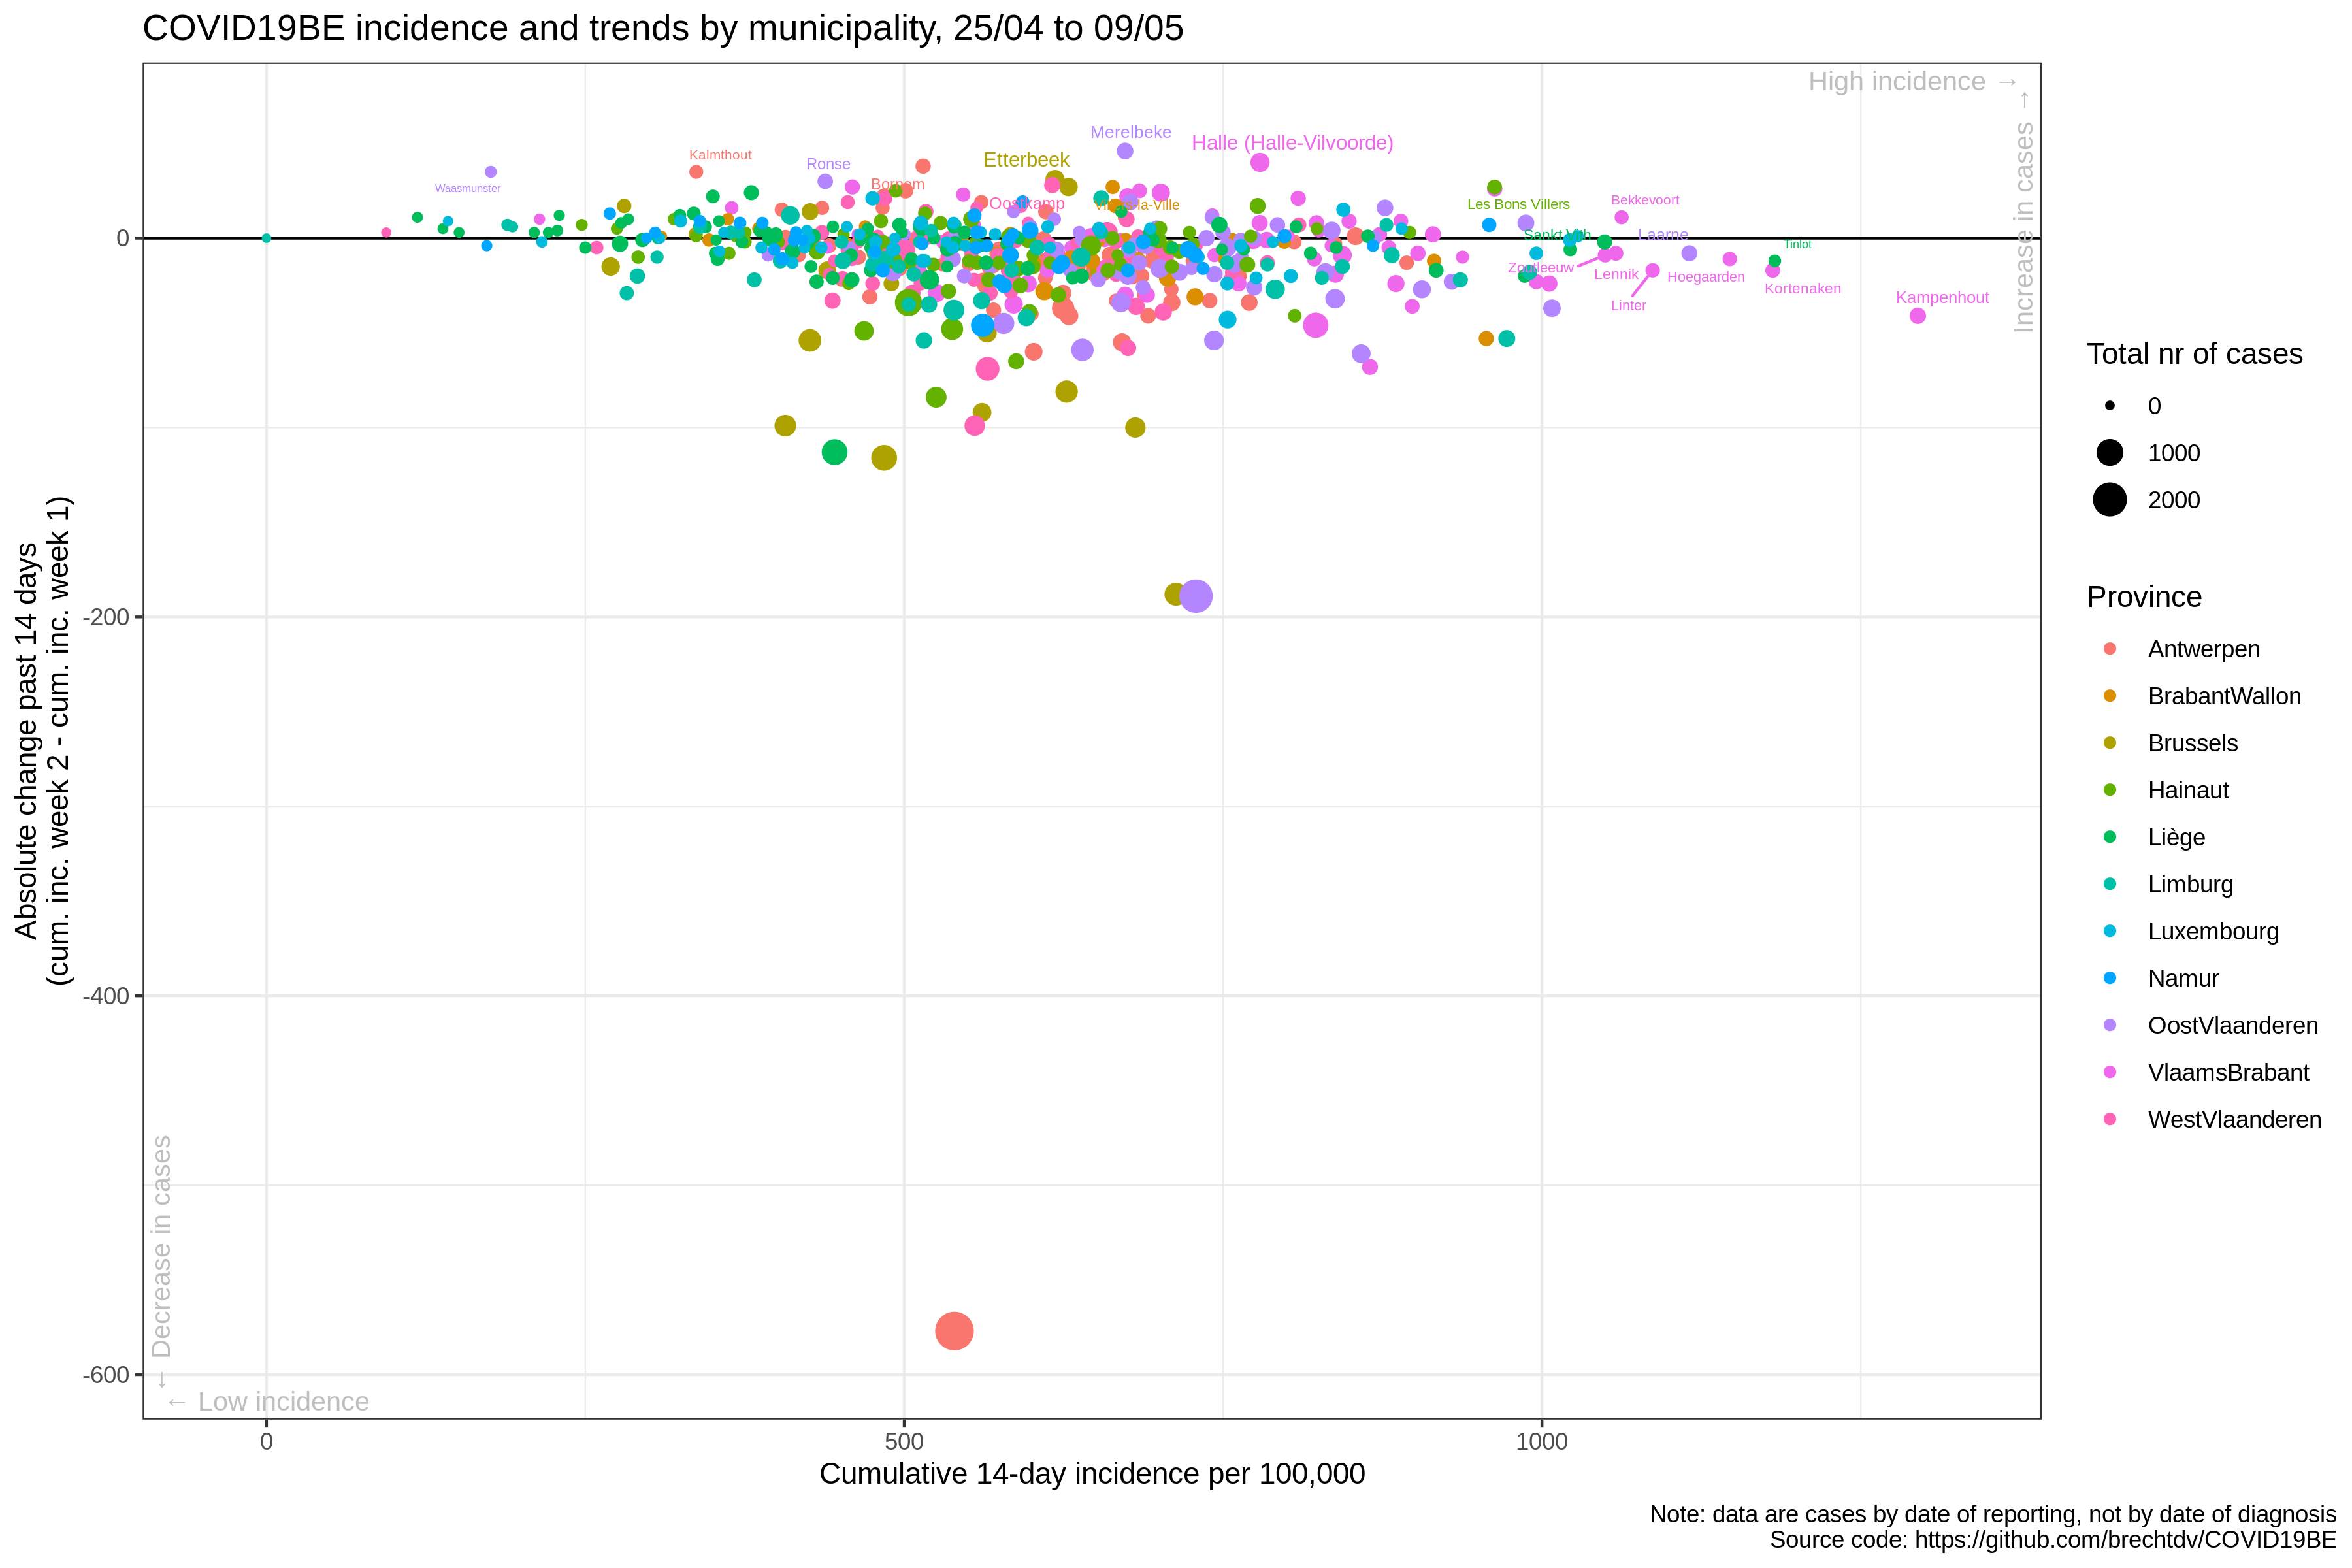 COVID19BE incidence and trends by municipality, 25/04 to 09/05
High incidence →
Increase in cases →
Merelbeke
Halle (Halle-Vilvoorde)
Kalmthout
Ronse
Etterbeek
Waasmunster
Bornem
Oostkamp
Les Bons Villers
Bekkevoort
Sankt Vith
Laarne
Tinlot
Zoutleeuw
Lennik
Hoegaarden
Kortenaken
Linter
Kampenhout
0
-200
-400
-600
Absolute change past 14 days
(cum. inc. week 2 - cum. inc. week 1)
← Decrease in cases
← Low incidence
0
500
1000
Cumulative 14-day incidence per 100,000
Total nr of cases
0
1000
2000
Province
Antwerpen
BrabantWallon
Brussels
Hainaut
Liège
Limburg
Luxembourg
Namur
OostVlaanderen
VlaamsBrabant
WestVlaanderen
Note: data are cases by date of reporting, not by date of diagnosis
Source code: https://github.com/brechtdv/COVID19BE